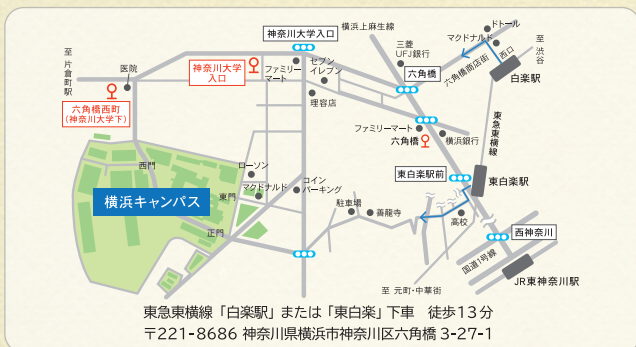 神奈川大学入口
横浜上麻生線
ドトール
マクドナルド
至 渋谷
西口
三菱
UFJ銀行
六角橋商店街
白楽駅
至 片倉町駅
医院
神奈川大学
入口
ファミリー
マート
セブン
イレブン
六角橋
六角橋西町
(神奈川大学下)
理容店
ファミリーマート
横浜銀行
六角橋
東急東横線
西門
ローソン
東白楽駅前
東白楽駅
横浜キャンパス
東門
マクドナルド
コイン
パーキング
駐車場
善龍寺
高校
正門
西神奈川
国道1号線
至 元町・中華街
JR東神奈川駅
東急東横線 「白楽駅」 または 「東白楽」 下車 徒歩13分
〒221-8686 神奈川県横浜市神奈川区六角橋 3-27-1